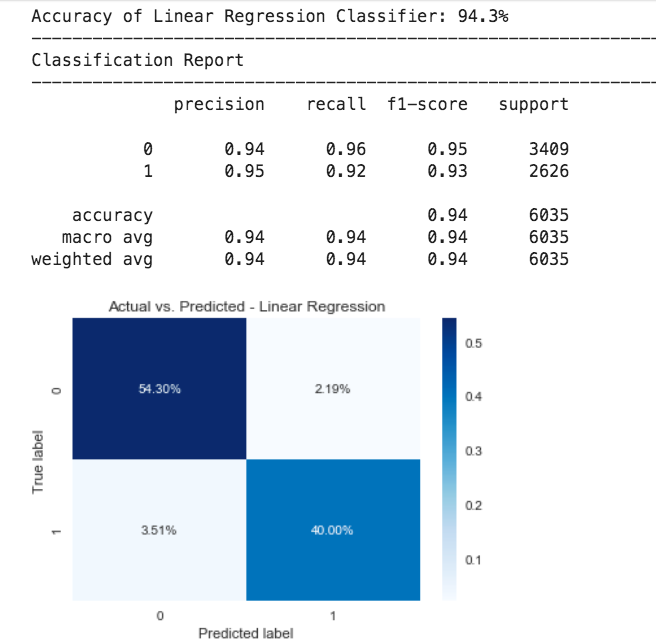 Accuracy of Linear Regression Classifier: 94.3%
Classification Report
precision recall f1-score support
0 0.94 0.96 0.95 3409
1 0.95 0.92 0.93 2626
accuracy 0.94 6035
macro avg 0.94 0.94 0.94 6035
weighted avg 0.94 0.94 0.94 6035
Actual vs. Predicted - Linear Regression
54.30% 2.19%
3.51% 40.00%
0
1
True label
0 1
Predicted label
0.5
0.4
0.3
0.2
0.1